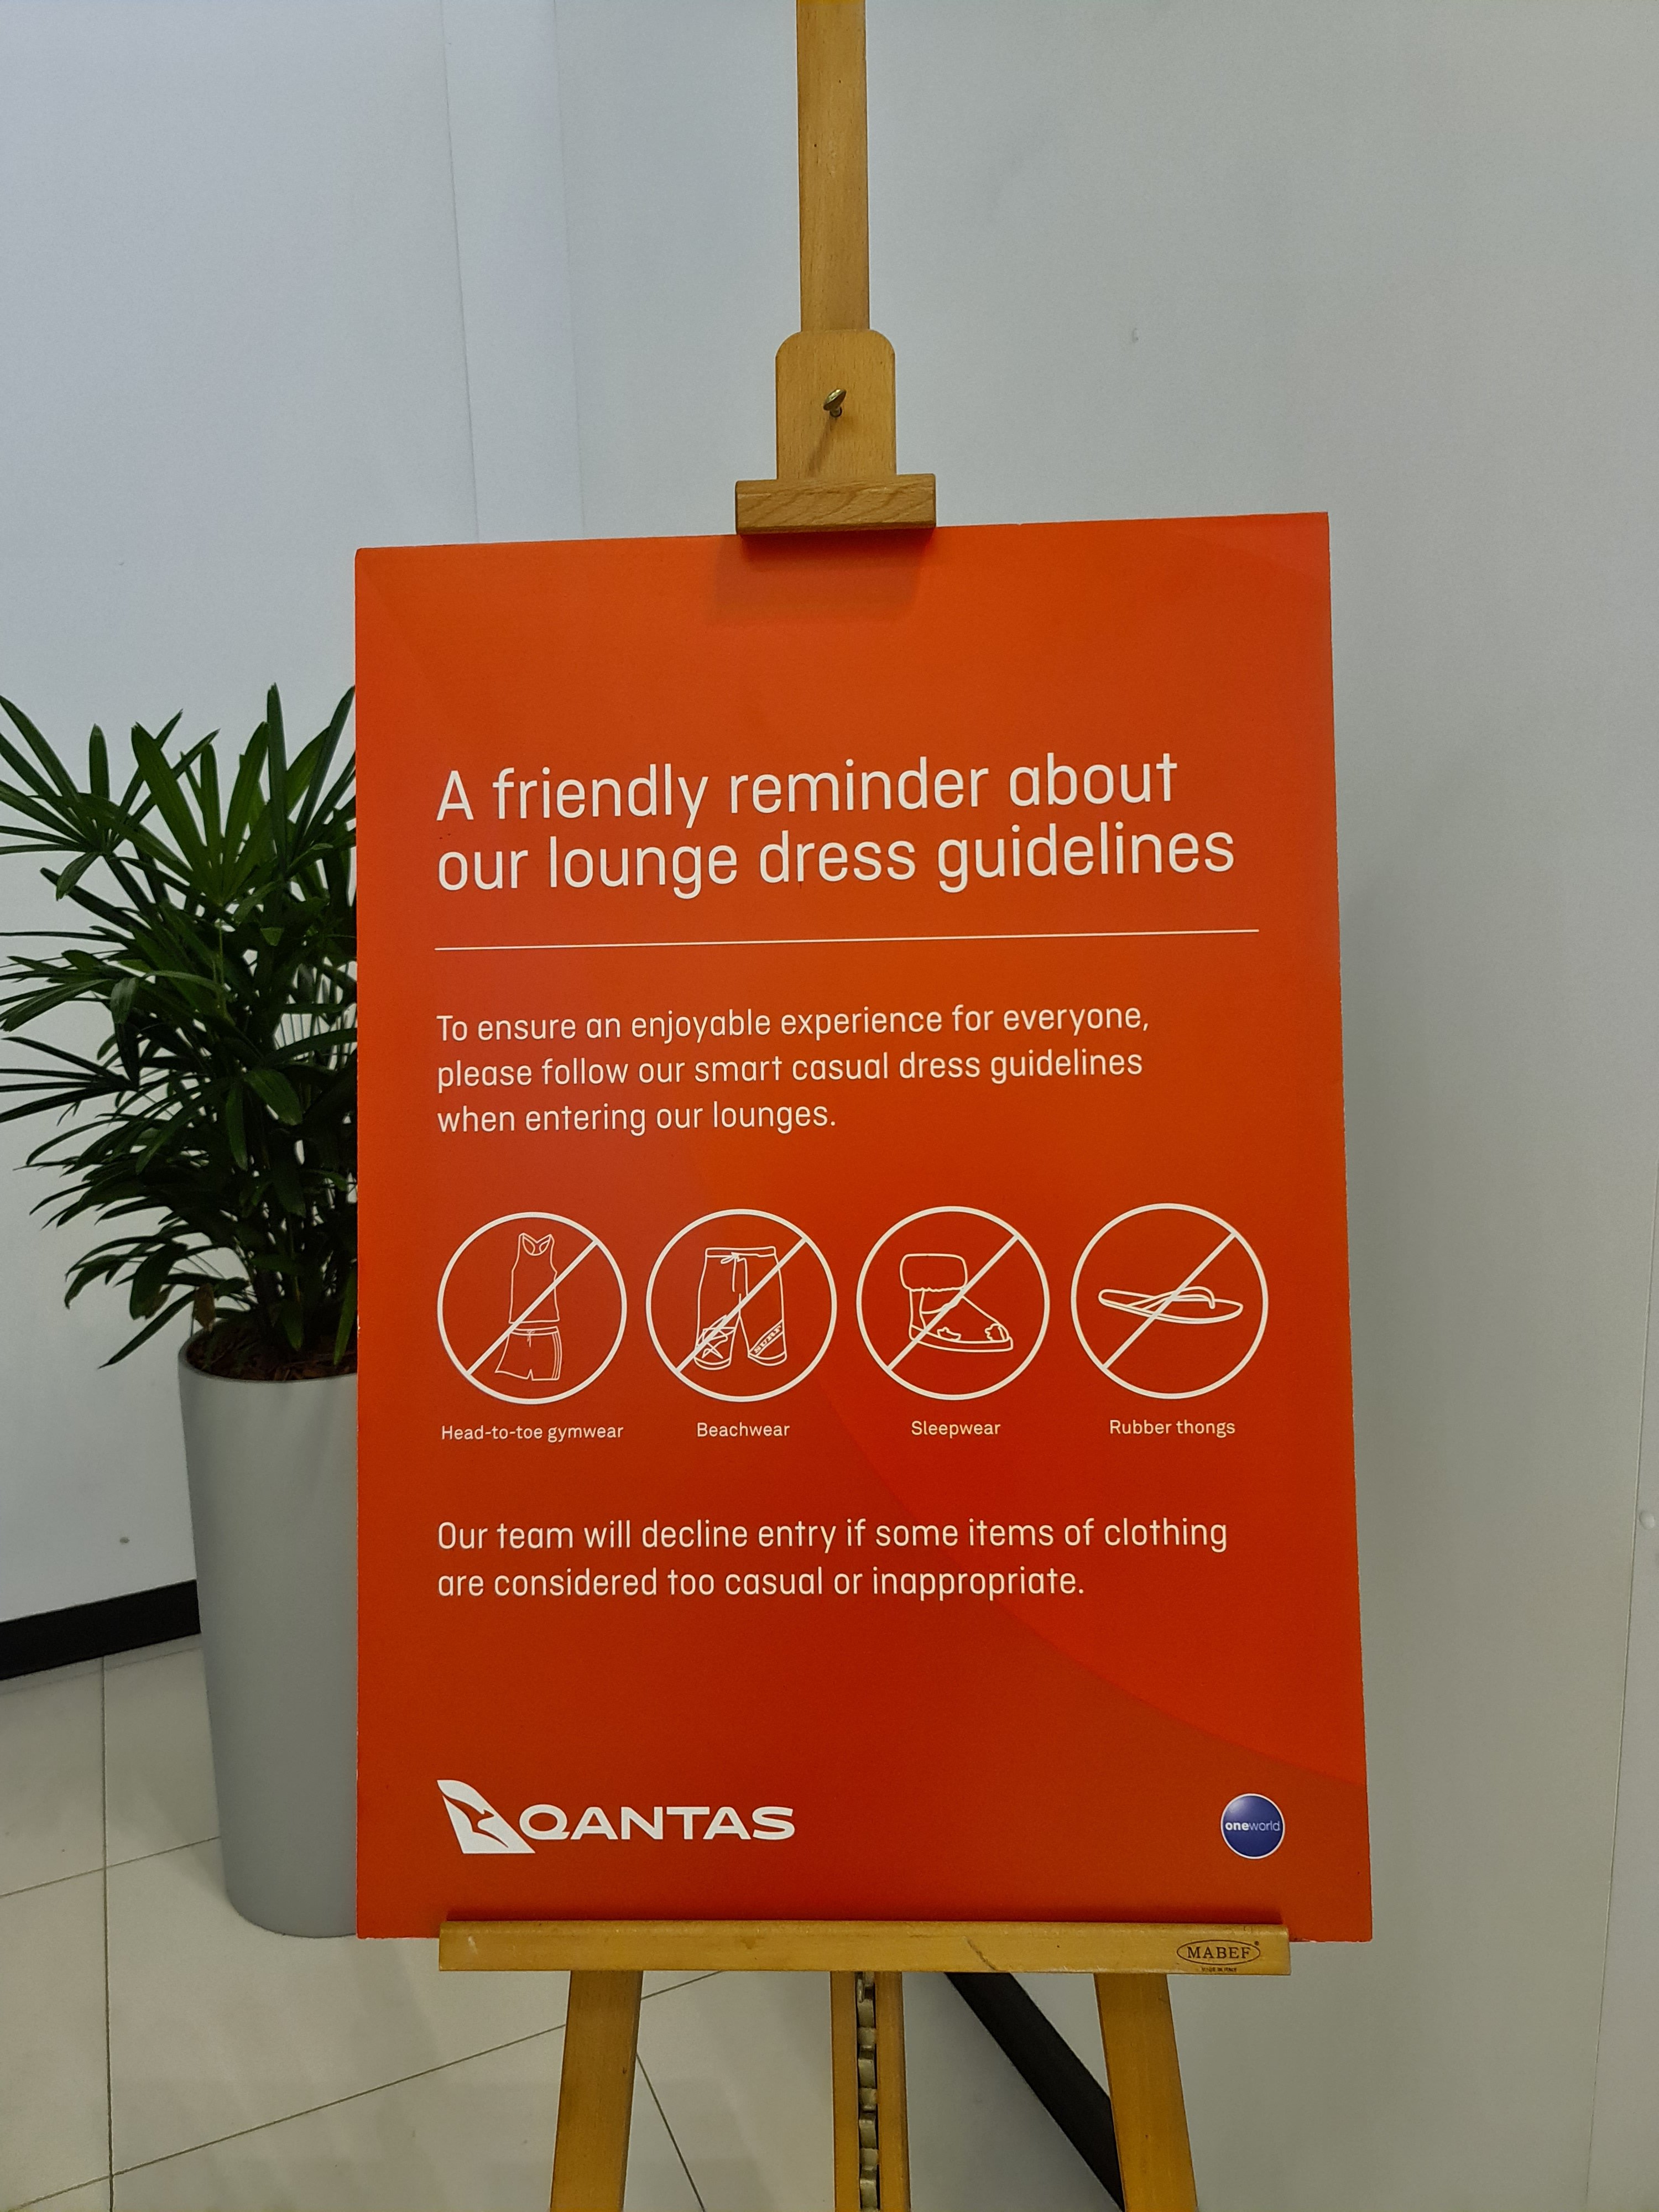 A friendly reminder about
our lounge dress guidelines
To ensure an enjoyable experience for everyone,
please follow our smart casual dress guidelines
when entering our lounges.
Head-to-toe gymwear
Beachwear
Sleepwear
Rubber thongs
Our team will decline entry if some items of clothing
are considered too casual or inappropriate.
QANTAS
oneworld
MABEF